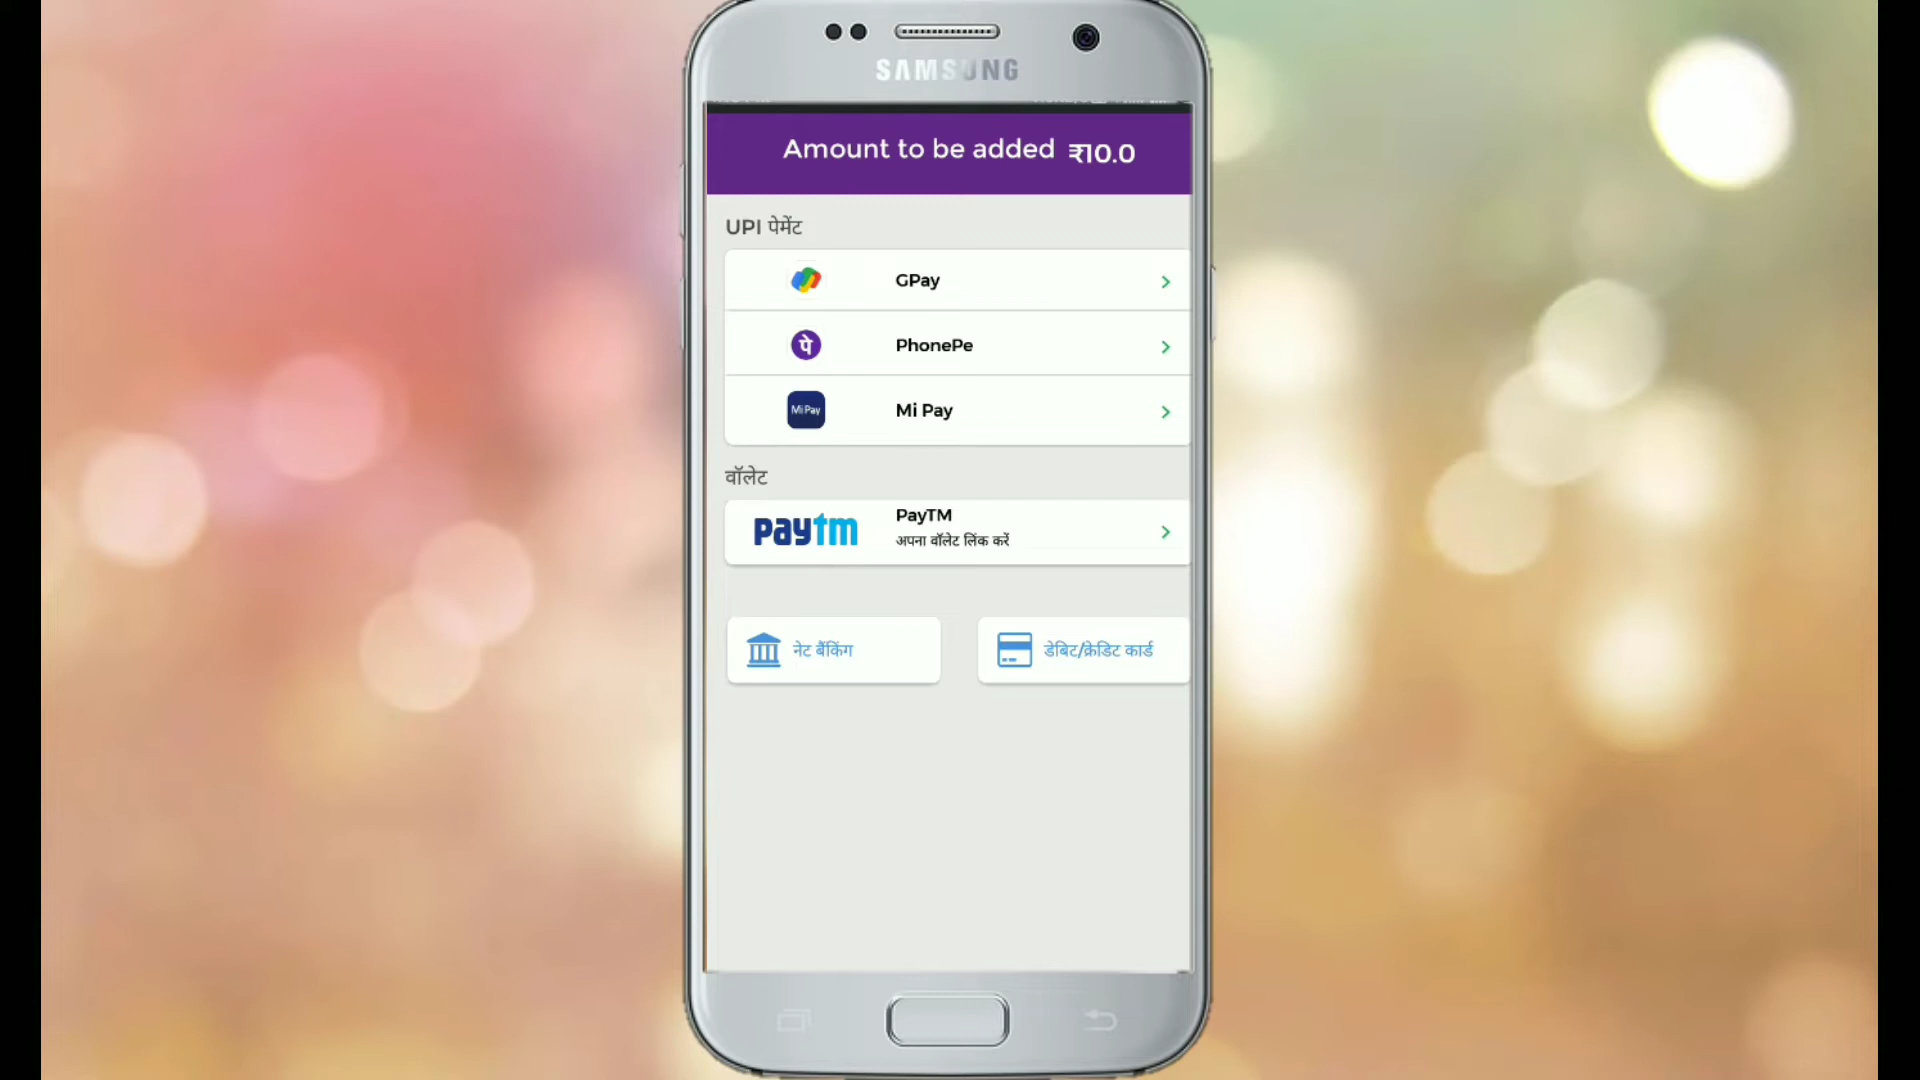 SAMSUNG
Amount to be added ₹10.0
UPI पेमेंट
GPay
पे
PhonePe
Mi Pay
Mi Pay
वॉलेट
paytm
PayTM
अपना वॉलेट लिंक करें
नेट बैंकिंग
डेबिट/क्रेडिट कार्ड